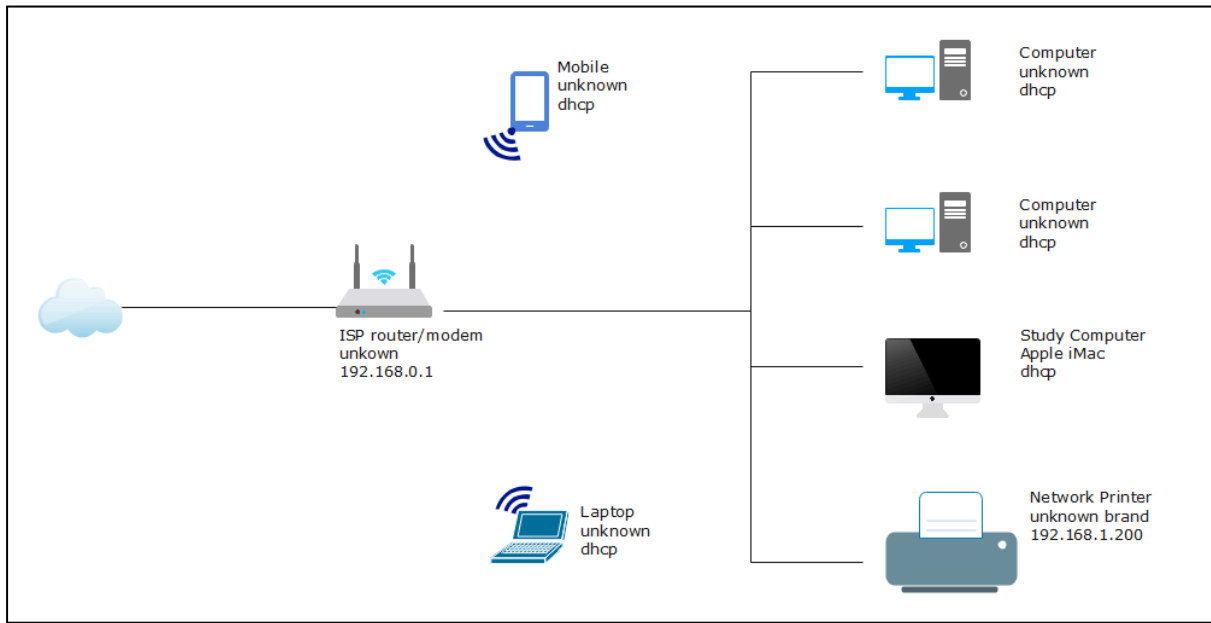 Mobile
unknown
dhcp
Computer
unknown
dhcp
Computer
unknown
dhcp
ISP router/modem
unkown
192.168.0.1
Study Computer
Apple iMac
dhcp
Laptop
unknown
dhcp
Network Printer
unknown brand
192.168.1.200